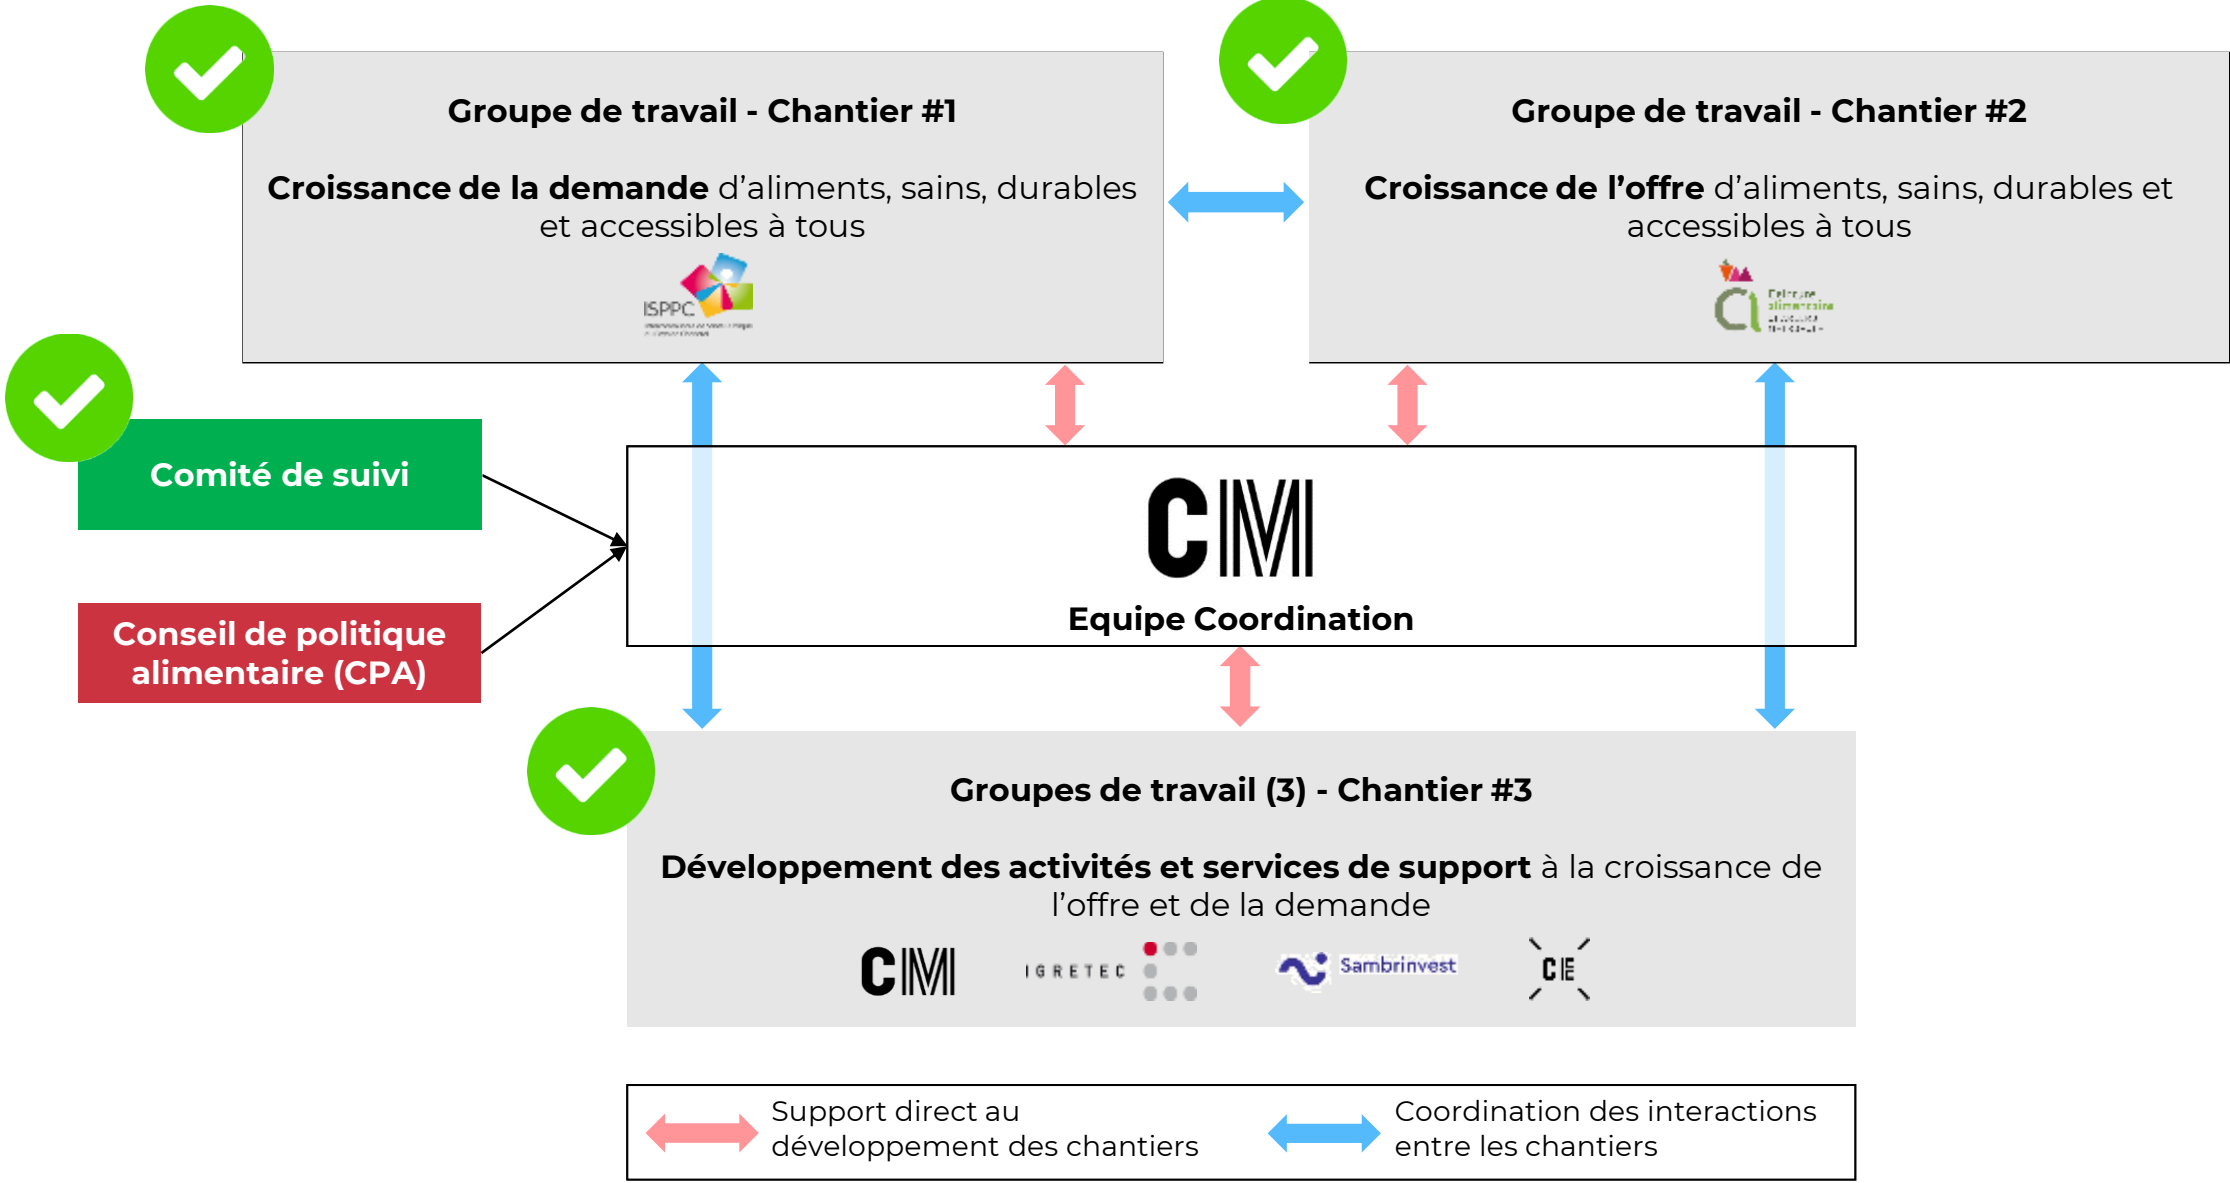 Groupe de travail - Chantier #1
Croissance de la demande d’aliments, sains, durables
et accessibles à tous
ISPPC
Groupe de travail - Chantier #2
Croissance de l’offre d’aliments, sains, durables et
accessibles à tous
Ceinture
alimentaire
Comité de suivi
Conseil de politique
alimentaire (CPA)
CM
Equipe Coordination
Groupes de travail (3) - Chantier #3
Développement des activités et services de support à la croissance de
l’offre et de la demande
CM
IGRETEC
Sambrinvest
CE
Support direct au
développement des chantiers
Coordination des interactions
entre les chantiers